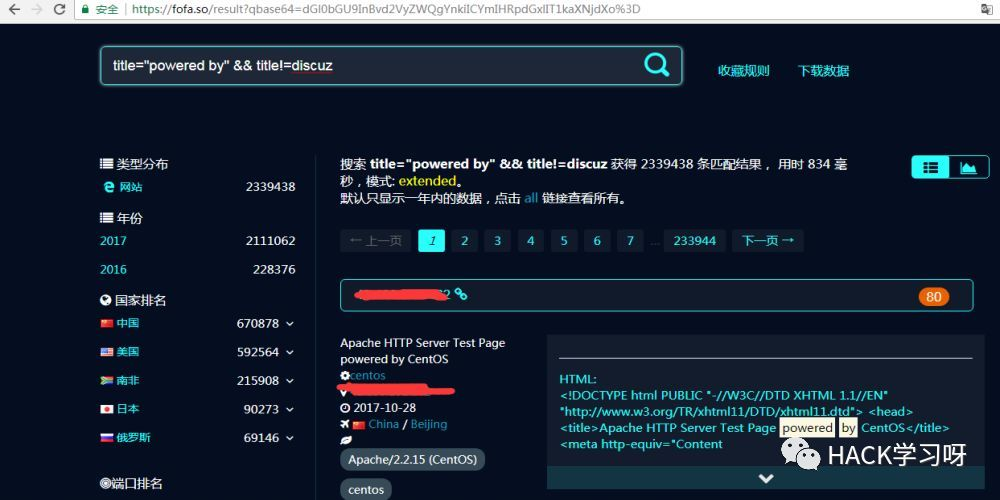 安全 https://fofa.so/result?qbase64=dGl0bGU9InBvd2VyZWQgYnkiICYmIHRpdGxlIT1kaXNjdXo%3D
title="powered by" && title!=discuz
收藏规则 下载数据
类型分布
网站 2339438
年份
2017 2111062
2016 228376
国家排名
中国 670878
美国 592564
南非 215908
日本 90273
俄罗斯 69146
端口排名
搜索 title="powered by" && title!=discuz 获得 2339438 条匹配结果， 用时 834 毫
秒，模式: extended。
默认只显示一年内的数据，点击 all 链接查看所有。
← 上一页 1 2 3 4 5 6 7 ... 233944 下一页 →
80
Apache HTTP Server Test Page
powered by CentOS
centos
2017-10-28
China / Beijing
Apache/2.2.15 (CentOS)
centos
HTML:
<!DOCTYPE html PUBLIC "-//W3C//DTD XHTML 1.1//EN"
"http://www.w3.org/TR/xhtml11/DTD/xhtml11.dtd"> <head>
<title>Apache HTTP Server Test Page powered by CentOS</title>
<meta http-equiv="Content
HACK学习呀